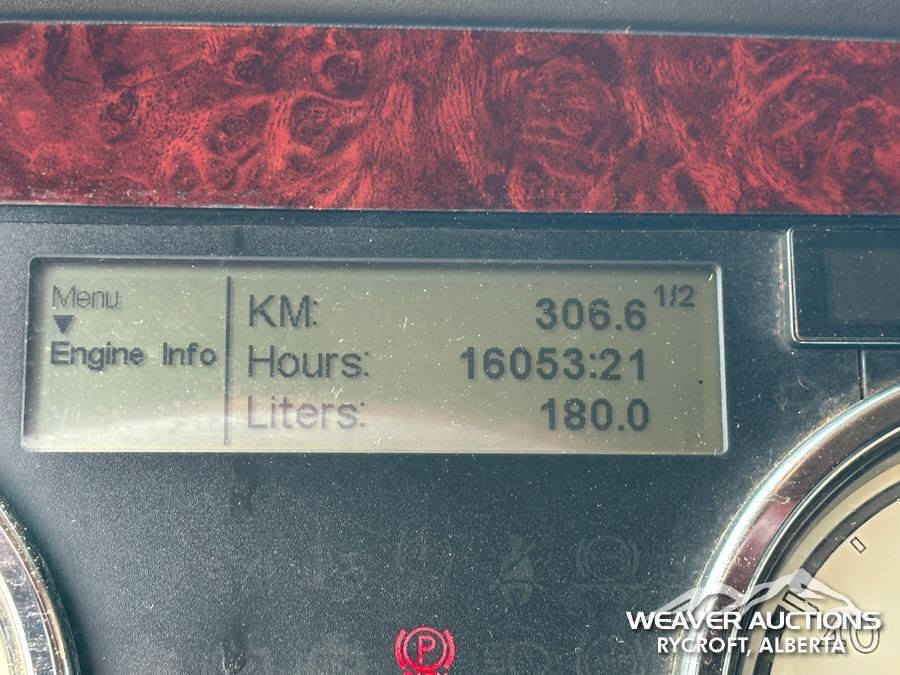 Menu
Engine Info
KM: 306.6 1/2
Hours: 16053:21
Liters: 180.0
P
WEAVER AUCTIONS
RYCROFT, ALBERTA